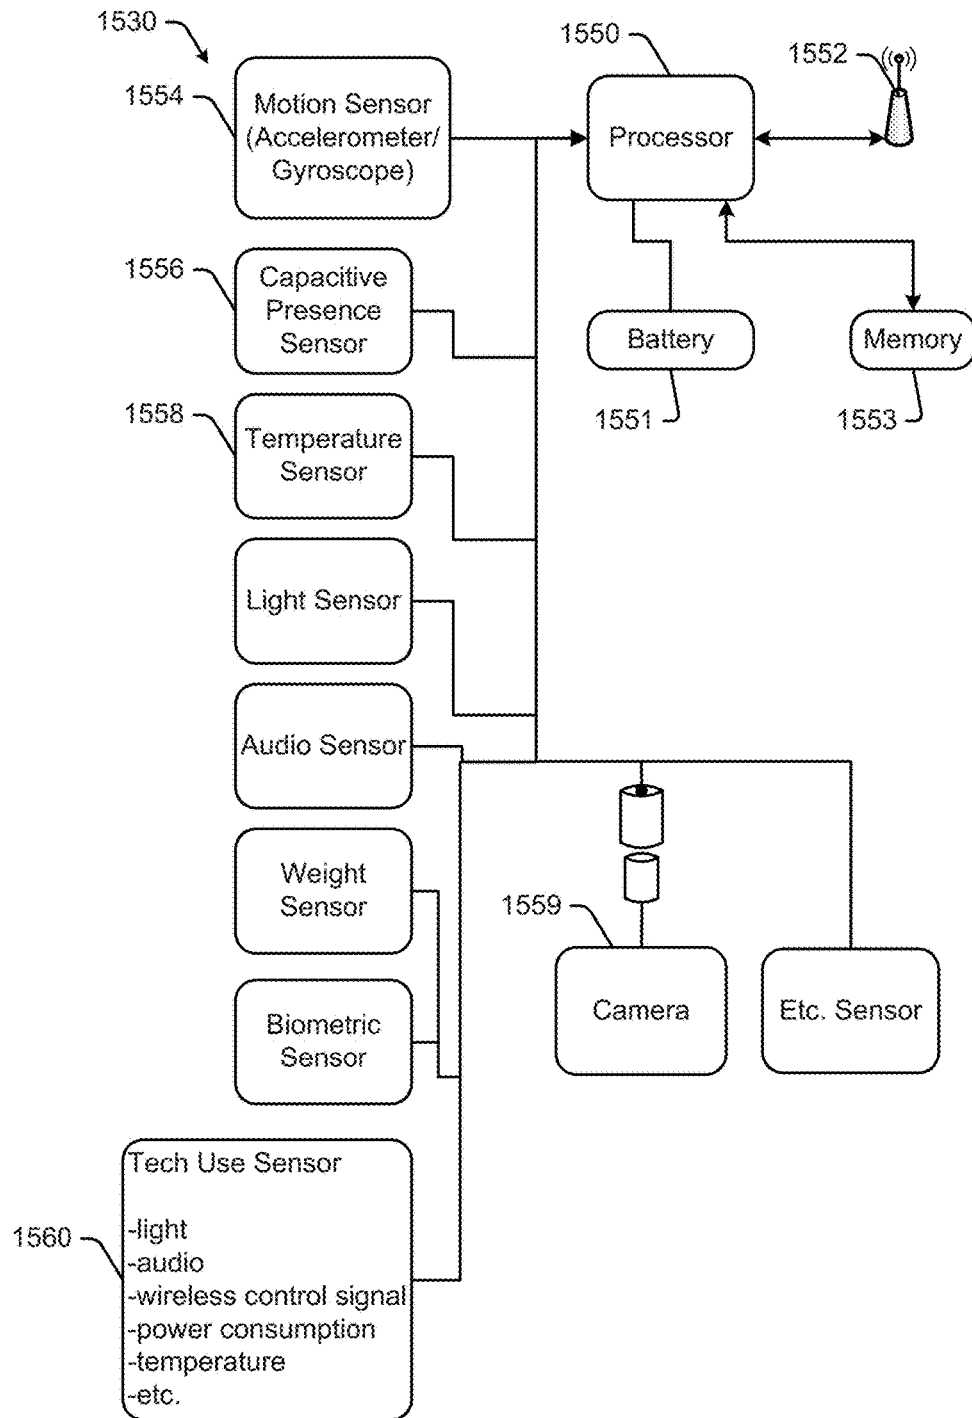 1530
1554
Motion Sensor
(Accelerometer/
Gyroscope)
1550
Processor
1552
1556
Capacitive
Presence
Sensor
Battery
1551
Memory
1553
1558
Temperature
Sensor
Light Sensor
Audio Sensor
Weight
Sensor
1559
Camera
Etc. Sensor
Biometric
Sensor
1560
Tech Use Sensor
-light
-audio
-wireless control signal
-power consumption
-temperature
-etc.